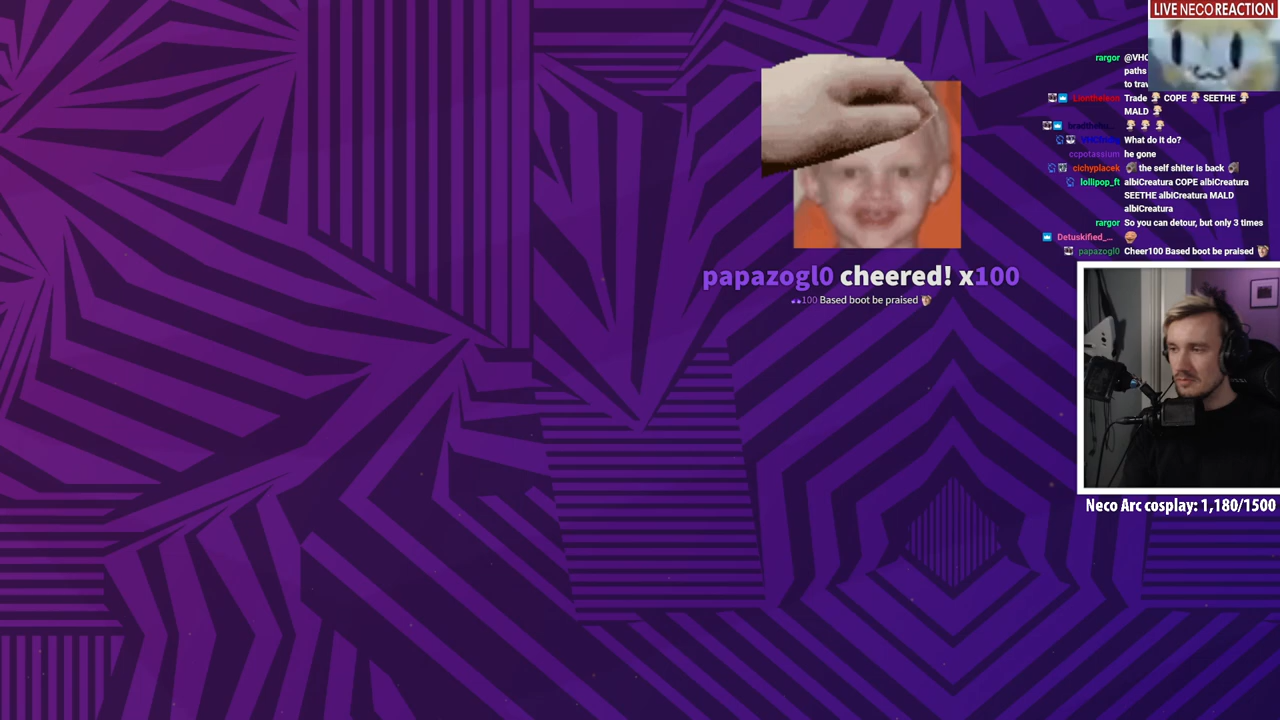 LIVE NECO REACTION
rargor @VHC
paths
to trav
Liontheleon Trade COPE SEETHE
MALD
What do it do?
ccpotassium he gone
cichyplacek the self shiter is back
lollipop_ft albiCreatura COPE albiCreatura
SEETHE albiCreatura MALD
albiCreatura
rargor So you can detour, but only 3 times
Detuskified_...
papazogl0 Cheer100 Based boot be praised
papazogl0 cheered! x100
100 Based boot be praised
Neco Arc cosplay: 1,180/1500